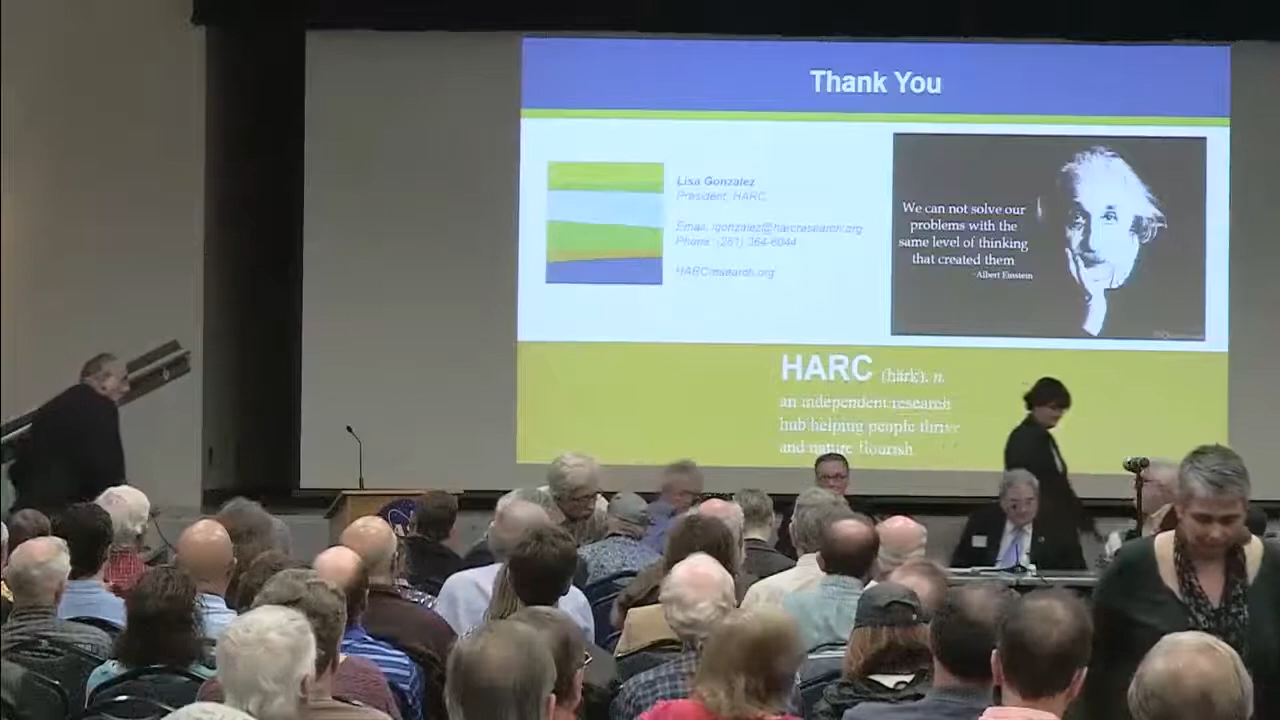 Thank You
Lisa Gonzalez
President, HARC
Email: lgonzalez@harcresearch.org
Phone: (281) 364-6044
HARCresearch.org
We can not solve our
problems with the
same level of thinking
that created them
~Albert Einstein
HARC (härk), n.
an independent research
hub helping people thrive
and nature flourish.